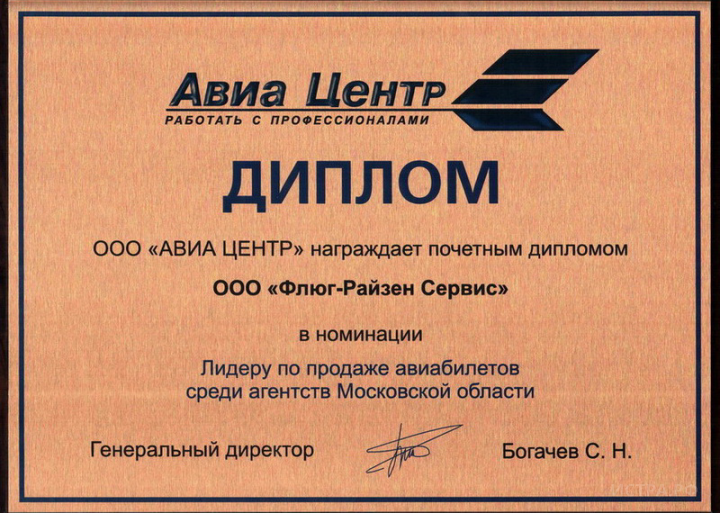 Авиа Центр
РАБОТАТЬ С ПРОФЕССИОНАЛАМИ
ДИПЛОМ
ООО «АВИА ЦЕНТР» награждает почетным дипломом
ООО «Флюг-Райзен Сервис»
в номинации
Лидеру по продаже авиабилетов
среди агентств Московской области
Генеральный директор
Богачев С. Н.